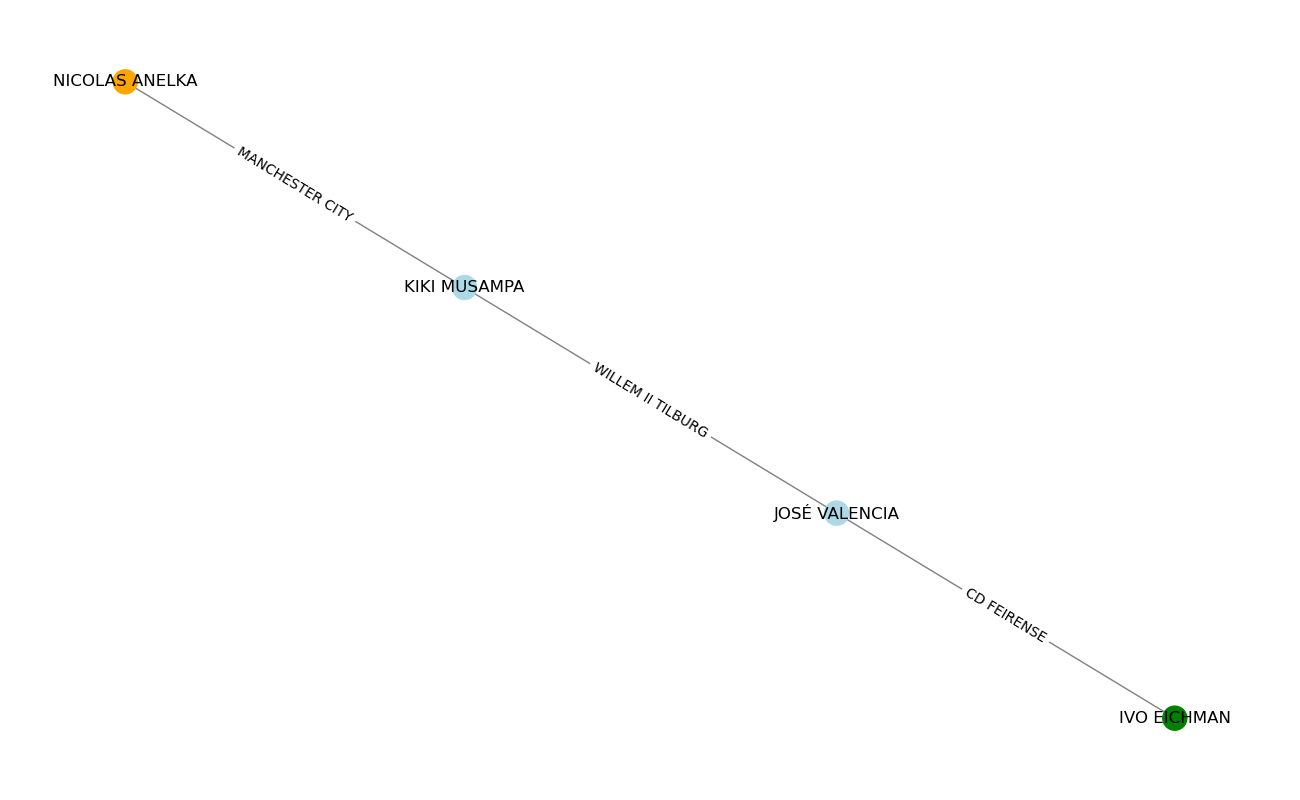 NICOLAS ANELKA
MANCHESTER CITY
KIKI MUSAMPA
WILLEM II TILBURG
JOSÉ VALENCIA
CD FEIRENSE
IVO EICHMAN